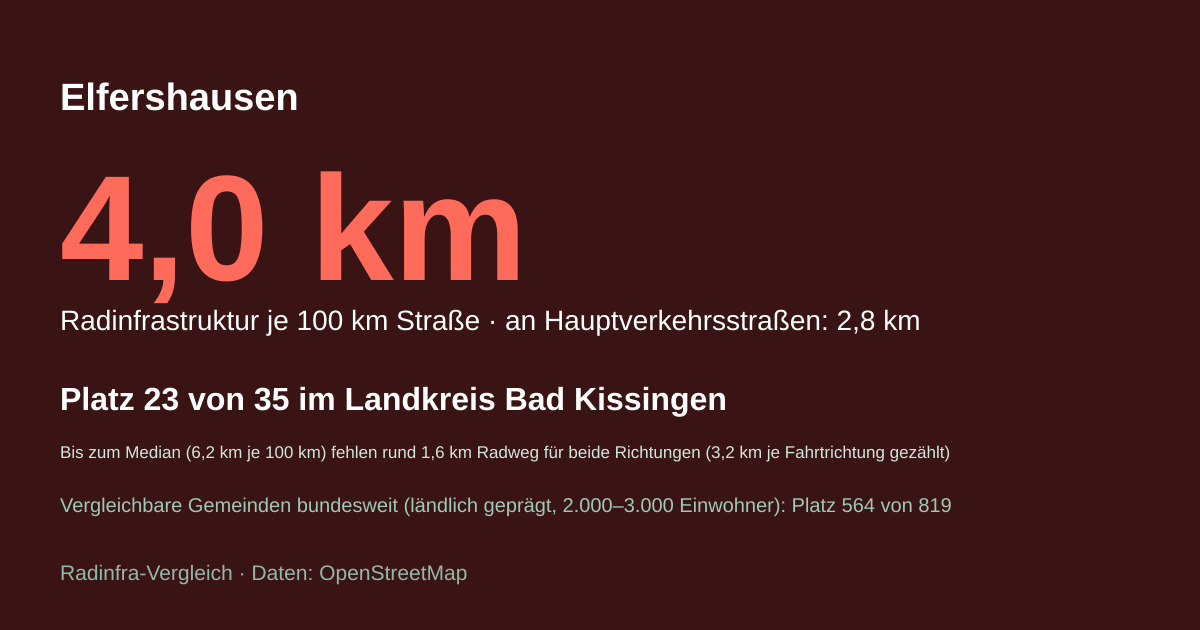 Elfershausen
4,0 km
Radinfrastruktur je 100 km Straße · an Hauptverkehrsstraßen: 2,8 km
Platz 23 von 35 im Landkreis Bad Kissingen
Bis zum Median (6,2 km je 100 km) fehlen rund 1,6 km Radweg für beide Richtungen (3,2 km je Fahrtrichtung gezählt)
Vergleichbare Gemeinden bundesweit (ländlich geprägt, 2.000–3.000 Einwohner): Platz 564 von 819
Radinfra-Vergleich · Daten: OpenStreetMap